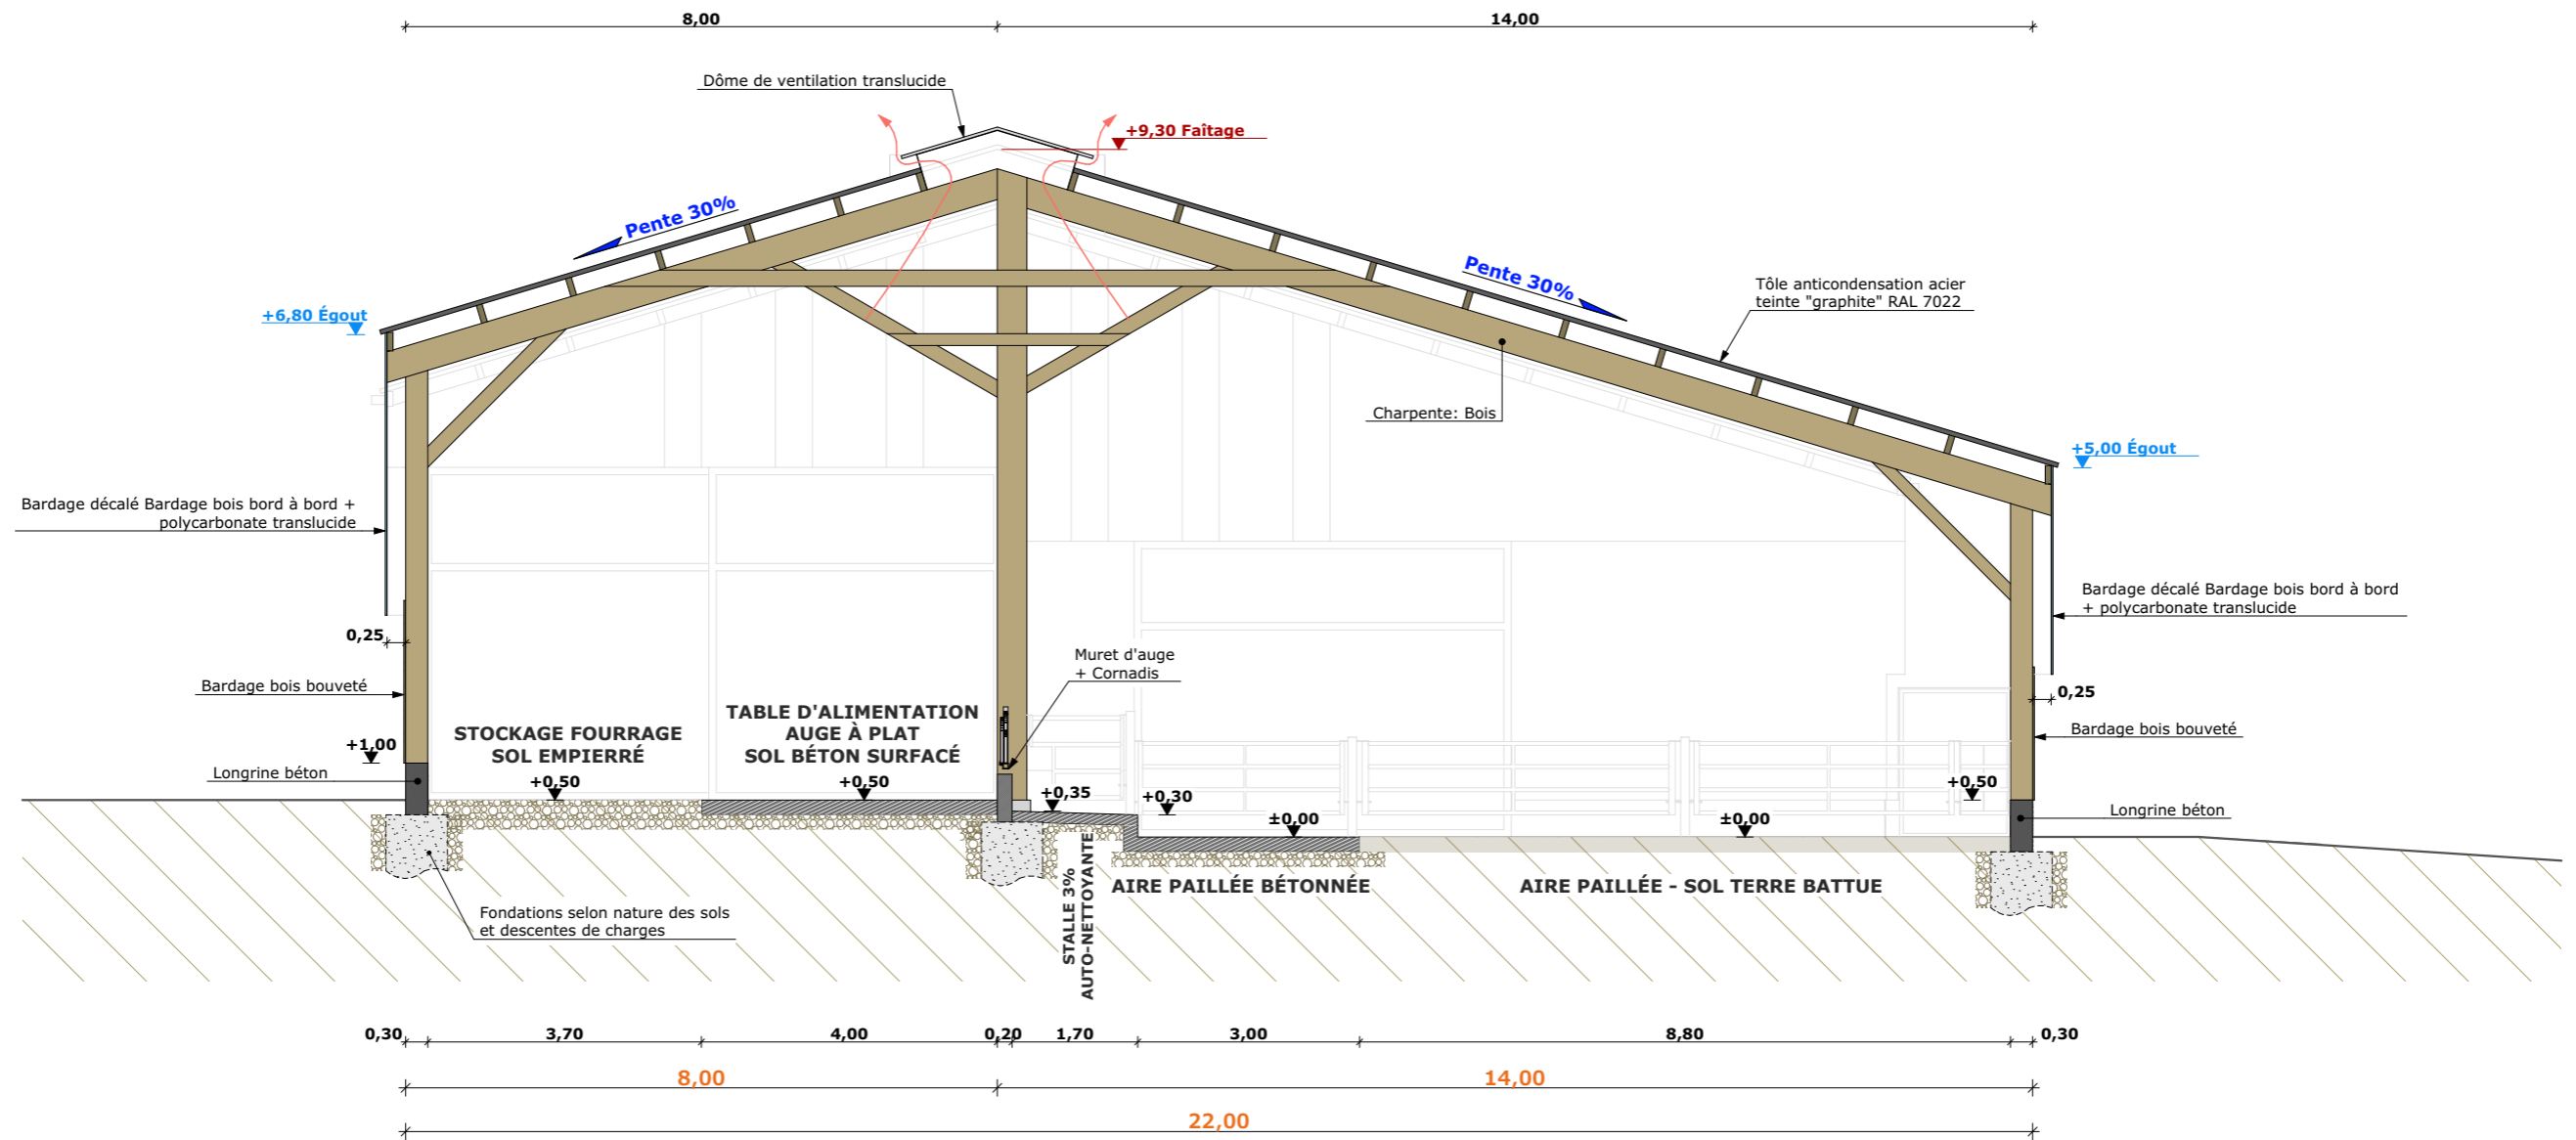 8,00
14,00
Dôme de ventilation translucide
+9,30 Faîtage
Pente 30%
Pente 30%
Tôle anticondensation acier
teinte "graphite" RAL 7022
+6,80 Égout
Charpente: Bois
+5,00 Égout
Bardage décalé Bardage bois bord à bord +
polycarbonate translucide
Bardage décalé Bardage bois bord à bord
+ polycarbonate translucide
0,25
Muret d'auge
+ Cornadis
Bardage bois bouveté
0,25
TABLE D'ALIMENTATION
AUGE À PLAT
SOL BÉTON SURFACÉ
STOCKAGE FOURRAGE
SOL EMPIERRÉ
Bardage bois bouveté
+1,00
Longrine béton
+0,50
+0,50
+0,35
+0,30
±0,00
±0,00
+0,50
Longrine béton
STALLE 3%
AUTO-NETTOYANTE
AIRE PAILLÉE BÉTONNÉE
AIRE PAILLÉE - SOL TERRE BATTUE
Fondations selon nature des sols
et descentes de charges
0,30
3,70
4,00
0,20
1,70
3,00
8,80
0,30
8,00
14,00
22,00